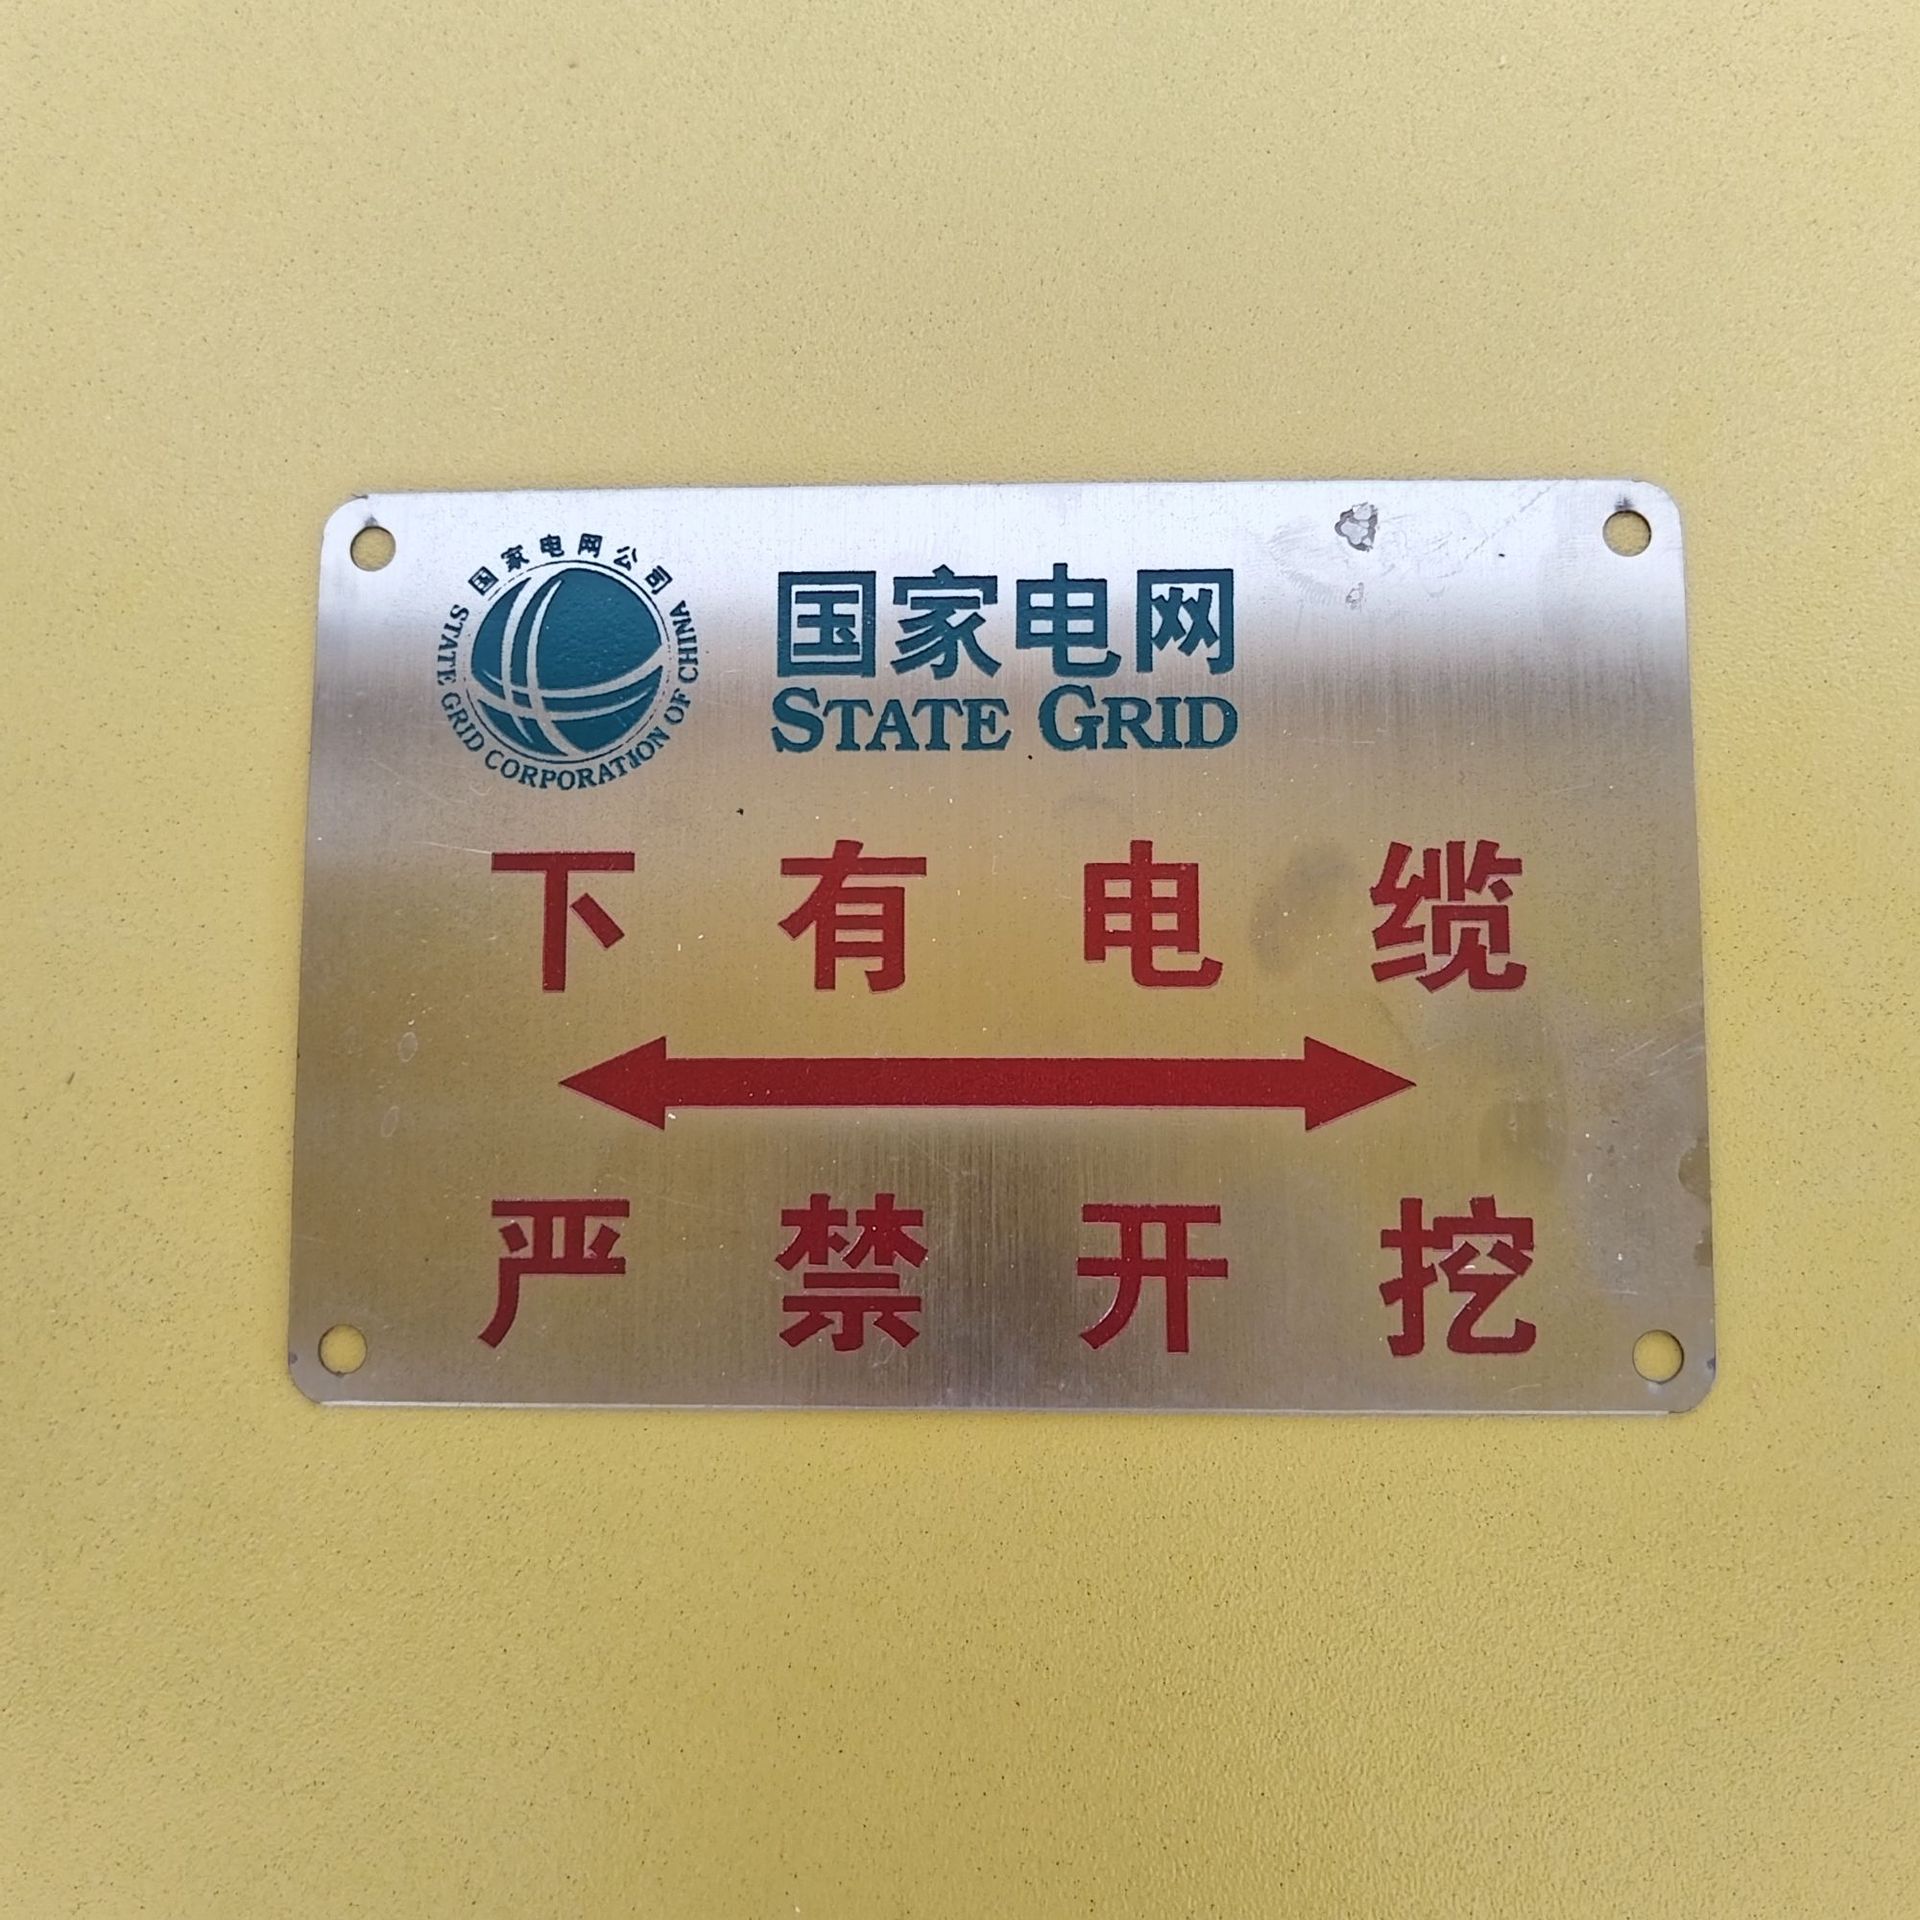 国家电网公司
STATE GRID CORPORATION OF CHINA
国家电网
STATE GRID
下有电缆
严禁开挖